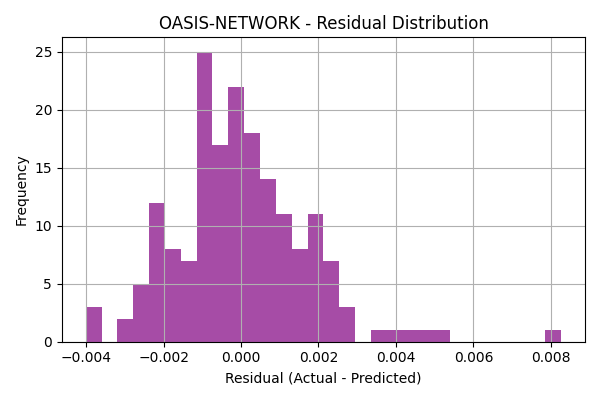 OASIS-NETWORK - Residual Distribution
25
20
15
10
5
0
Frequency
−0.004 −0.002 0.000 0.002 0.004 0.006 0.008
Residual (Actual - Predicted)